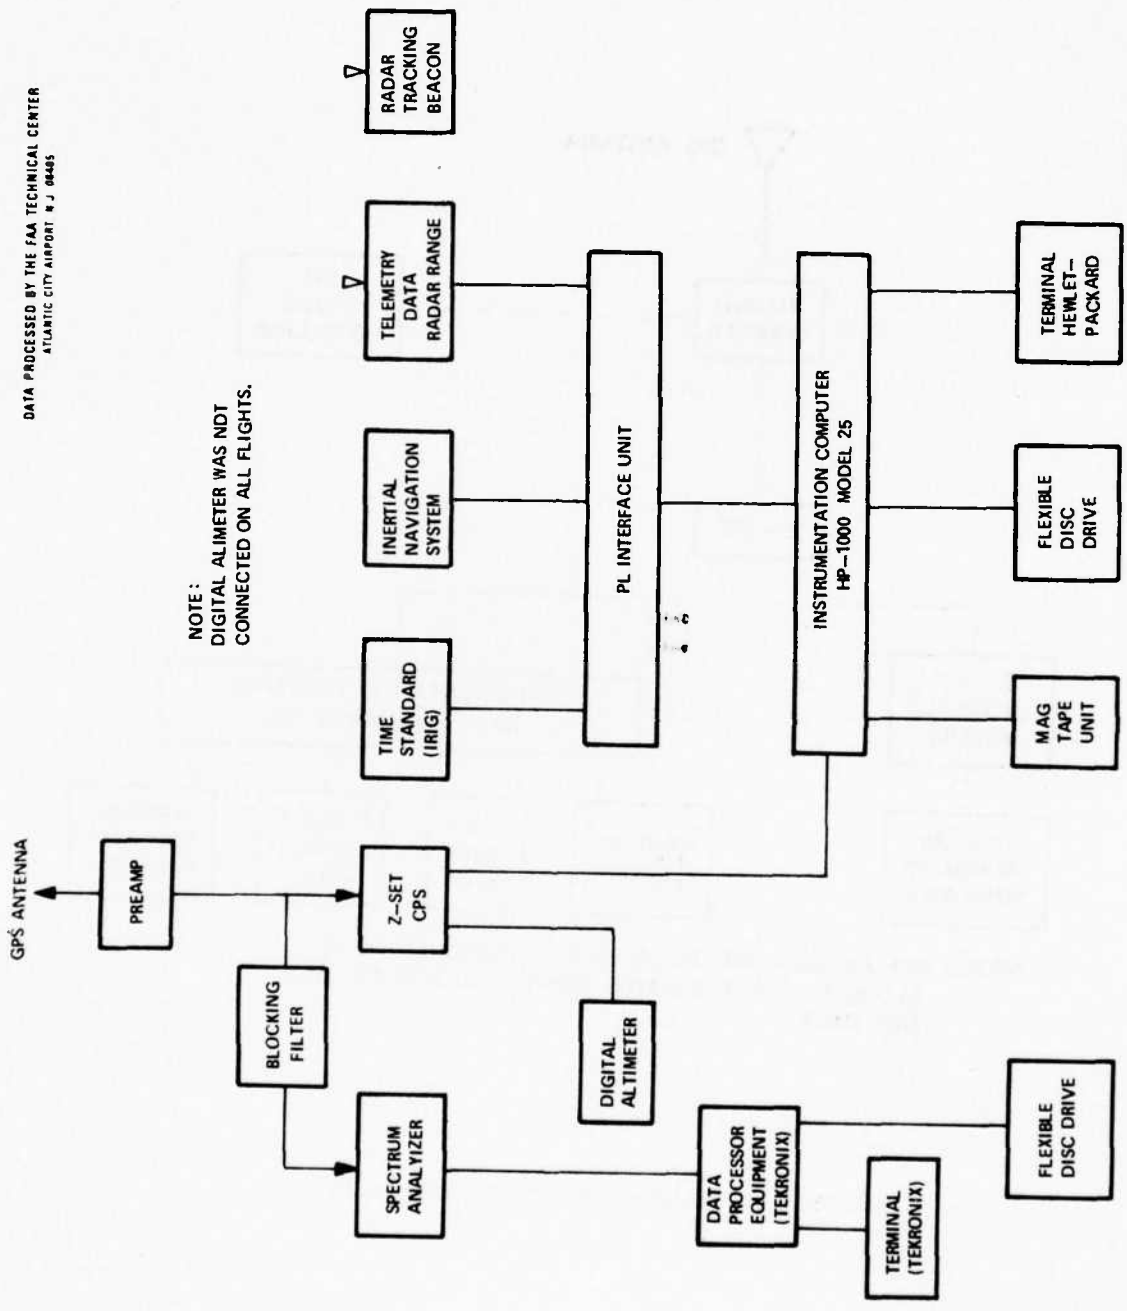 DATA PROCESSED BY THE FAA TECHNICAL CENTER
ATLANTIC CITY AIRPORT N J 08405
GPS ANTENNA
PREAMP
NOTE:
DIGITAL ALIMETER WAS NDT
CONNECTED ON ALL FLIGHTS.
BLOCKING
FILTER
SPECTRUM
ANALYIZER
Z-SET
CPS
TIME
STANDARD
(IRIG)
INERTIAL
NAVIGATION
SYSTEM
TELEMETRY
DATA
RADAR RANGE
RADAR
TRACKING
BEACON
DIGITAL
ALTIMETER
PL INTERFACE UNIT
DATA
PROCESSOR
EQUIPMENT
(TEKRONIX)
INSTRUMENTATION COMPUTER
HP-1000 MODEL 25
TERMINAL
(TEKRONIX)
FLEXIBLE
DISC DRIVE
MAG
TAPE
UNIT
FLEXIBLE
DISC
DRIVE
TERMINAL
HEWLET-
PACKARD